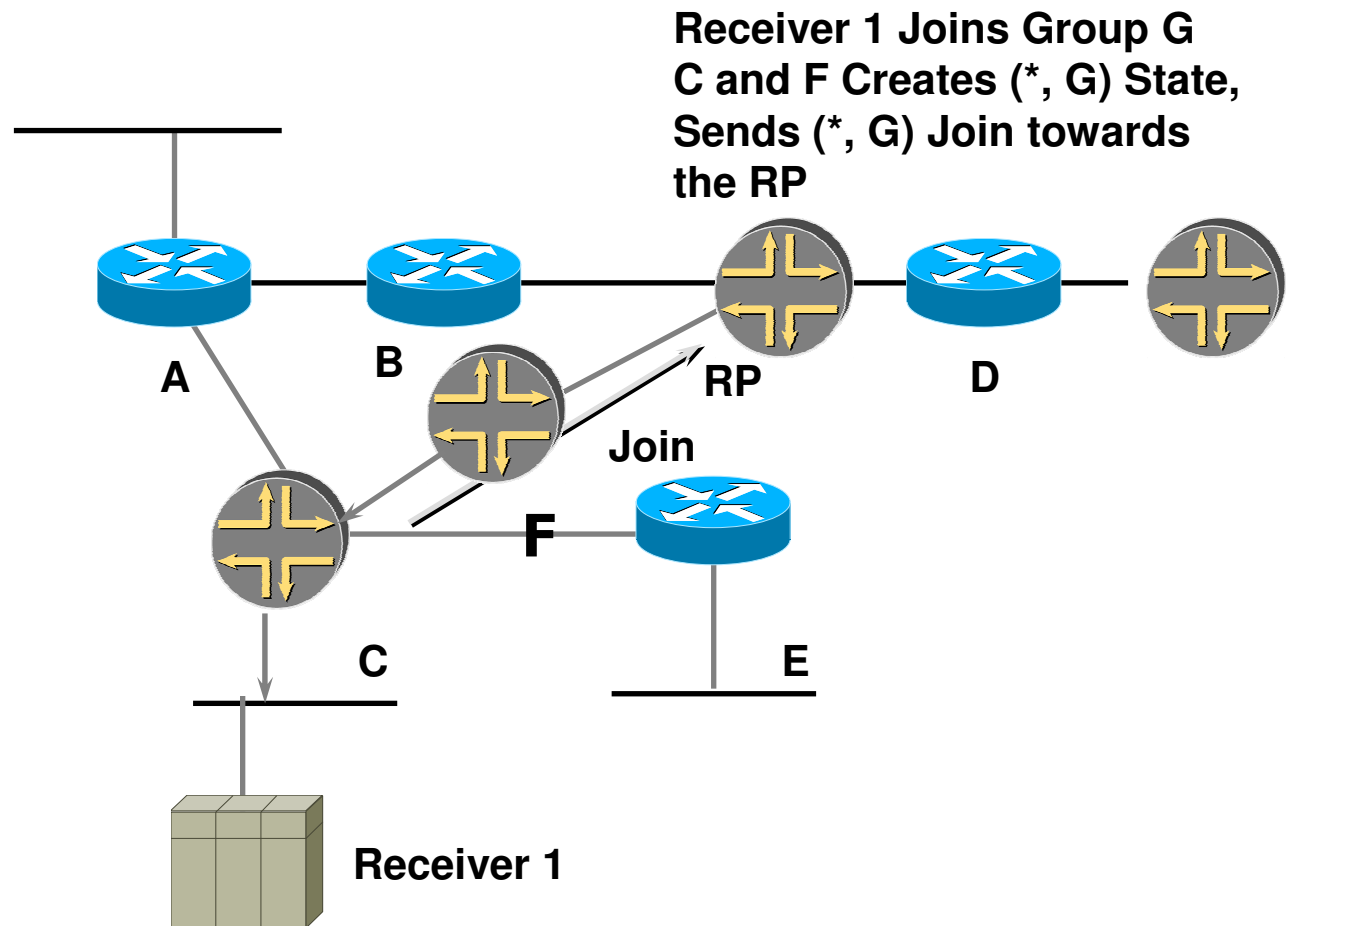 Receiver 1 Joins Group G
C and F Creates (*, G) State,
Sends (*, G) Join towards
the RP
A
B
RP
D
Join
F
C
E
Receiver 1